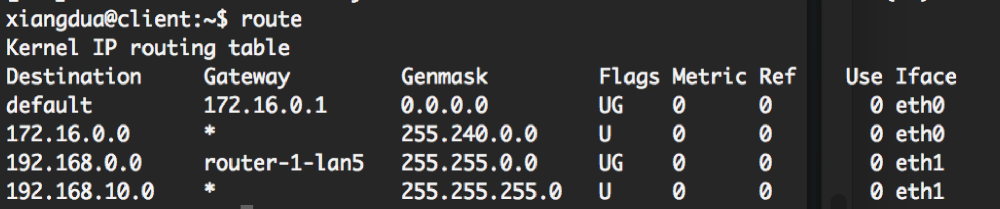 xiangdua@client:~$ route
Kernel IP routing table
Destination     Gateway         Genmask         Flags Metric Ref    Use Iface
default         172.16.0.1      0.0.0.0         UG    0      0        0 eth0
172.16.0.0      *               255.240.0.0     U     0      0        0 eth0
192.168.0.0     router-1-lan5   255.255.0.0     UG    0      0        0 eth1
192.168.10.0    *               255.255.255.0   U     0      0        0 eth1